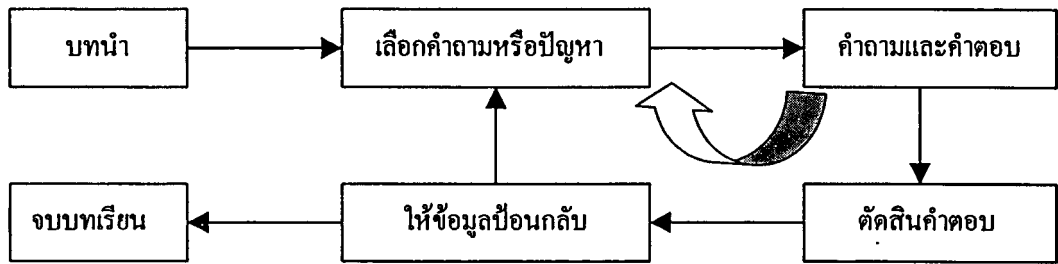 บทนำ
เลือกคำถามหรือปัญหา
คำถามและคำตอบ
จบบทเรียน
ให้ข้อมูลป้อนกลับ
ตัดสินคำตอบ